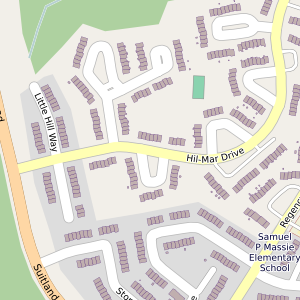 Little Hill Way
Hil-Mar Drive
Samuel
P Massie
Elementary
School
Suitland